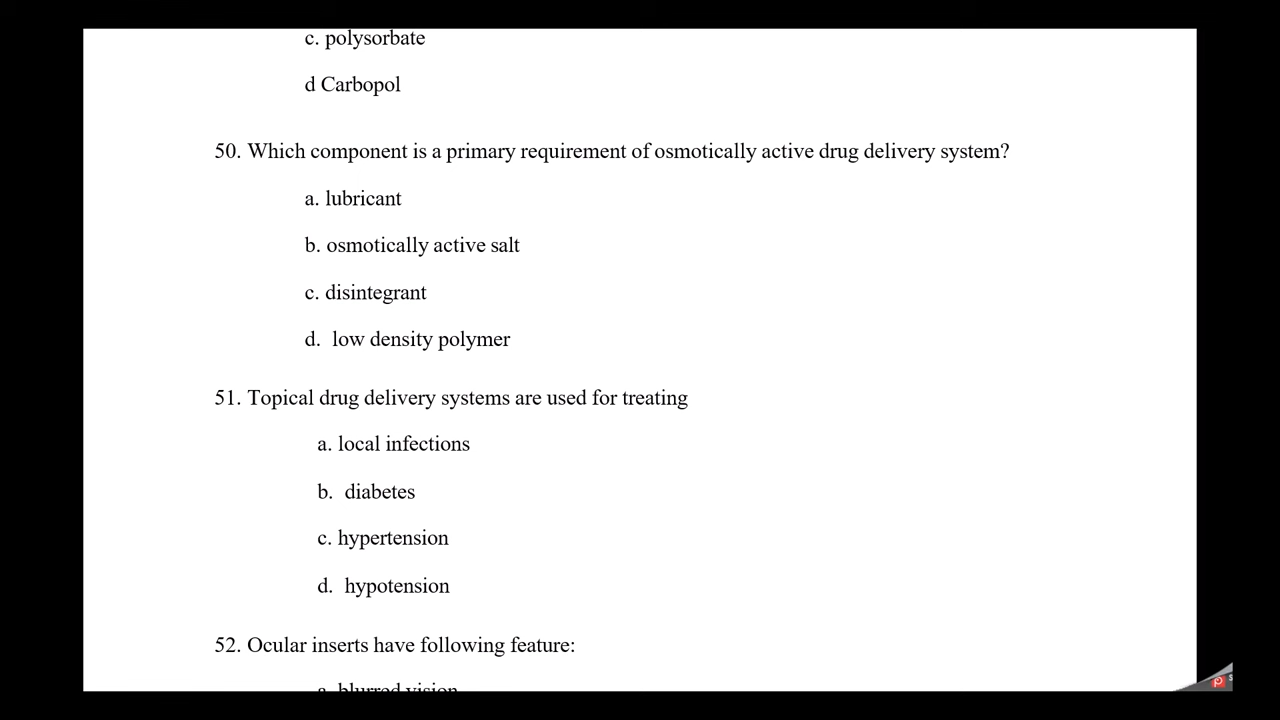 c. polysorbate
d Carbopol
50. Which component is a primary requirement of osmotically active drug delivery system?
a. lubricant
b. osmotically active salt
c. disintegrant
d. low density polymer
51. Topical drug delivery systems are used for treating
a. local infections
b. diabetes
c. hypertension
d. hypotension
52. Ocular inserts have following feature:
a. blurred vision